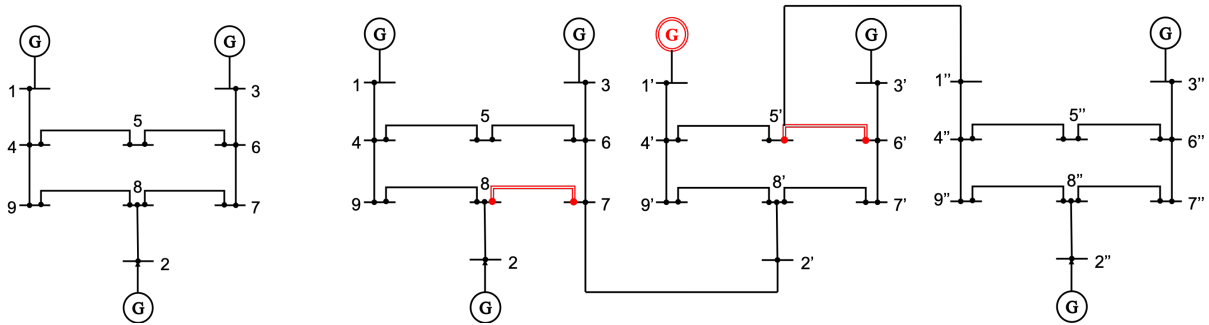 G G G G G G G
1 3 1 3 1' 3' 1'' 3''
5 5 5' 5''
4 6 4 6 4' 6' 4'' 6''
8 8 8' 8''
9 7 9 7 9' 7' 9'' 7''
2 2 2' 2''
G G G